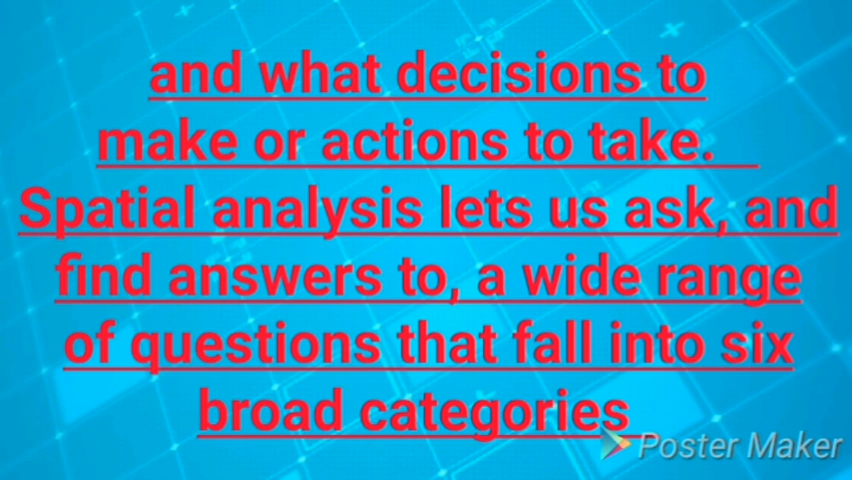 and what decisions to
make or actions to take.
Spatial analysis lets us ask, and
find answers to, a wide range
of questions that fall into six
broad categories
Poster Maker